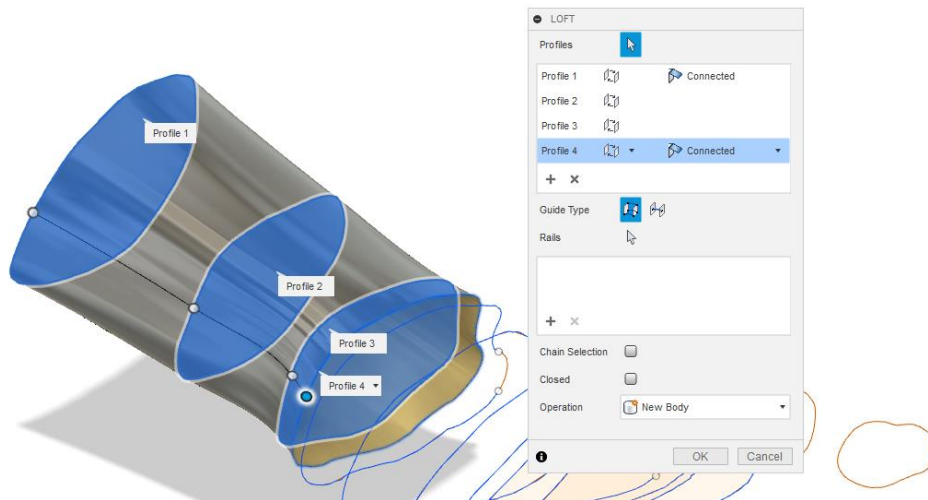 LOFT
Profiles
Profile 1 Connected
Profile 2
Profile 3
Profile 4 Connected
Guide Type
Rails
Chain Selection
Closed
Operation New Body
OK Cancel
Profile 1
Profile 2
Profile 3
Profile 4